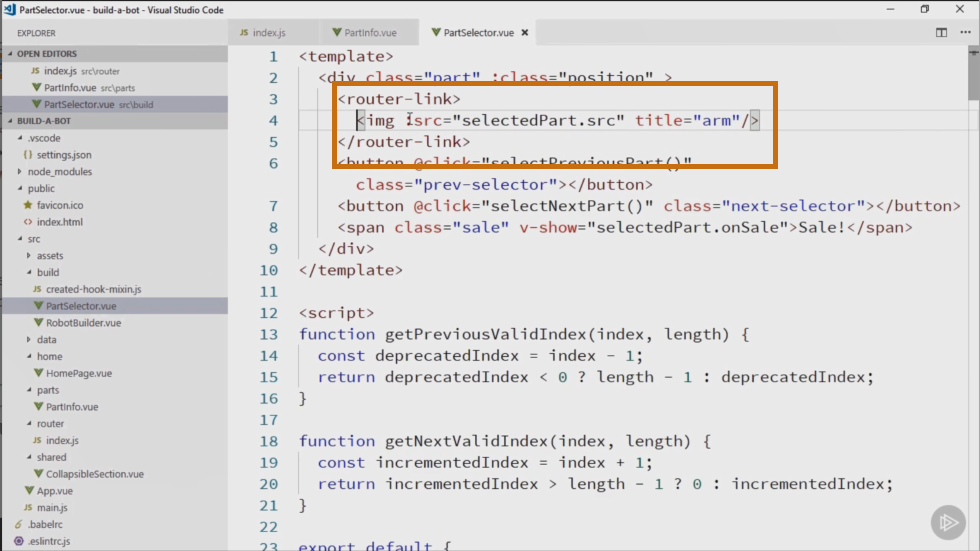 PartSelector.vue - build-a-bot - Visual Studio Code
EXPLORER
JS index.js
PartInfo.vue
PartSelector.vue
OPEN EDITORS
JS index.js src\router
PartInfo.vue src\parts
PartSelector.vue src\build
BUILD-A-BOT
.vscode
{} settings.json
node_modules
public
favicon.ico
<> index.html
src
assets
build
JS created-hook-mixin.js
PartSelector.vue
RobotBuilder.vue
data
home
HomePage.vue
parts
PartInfo.vue
router
JS index.js
shared
CollapsibleSection.vue
App.vue
JS main.js
.babelrc
.eslintrc.js
1 <template>
2 <div class="part" :class="position" >
3 <router-link>
4 <img :src="selectedPart.src" title="arm"/>
5 </router-link>
6 <button @click="selectPreviousPart()"
class="prev-selector"></button>
7 <button @click="selectNextPart()" class="next-selector"></button>
8 <span class="sale" v-show="selectedPart.onSale">Sale!</span>
9 </div>
10 </template>
11
12 <script>
13 function getPreviousValidIndex(index, length) {
14 const deprecatedIndex = index - 1;
15 return deprecatedIndex < 0 ? length - 1 : deprecatedIndex;
16 }
17
18 function getNextValidIndex(index, length) {
19 const incrementedIndex = index + 1;
20 return incrementedIndex > length - 1 ? 0 : incrementedIndex;
21 }
22
23 export default {